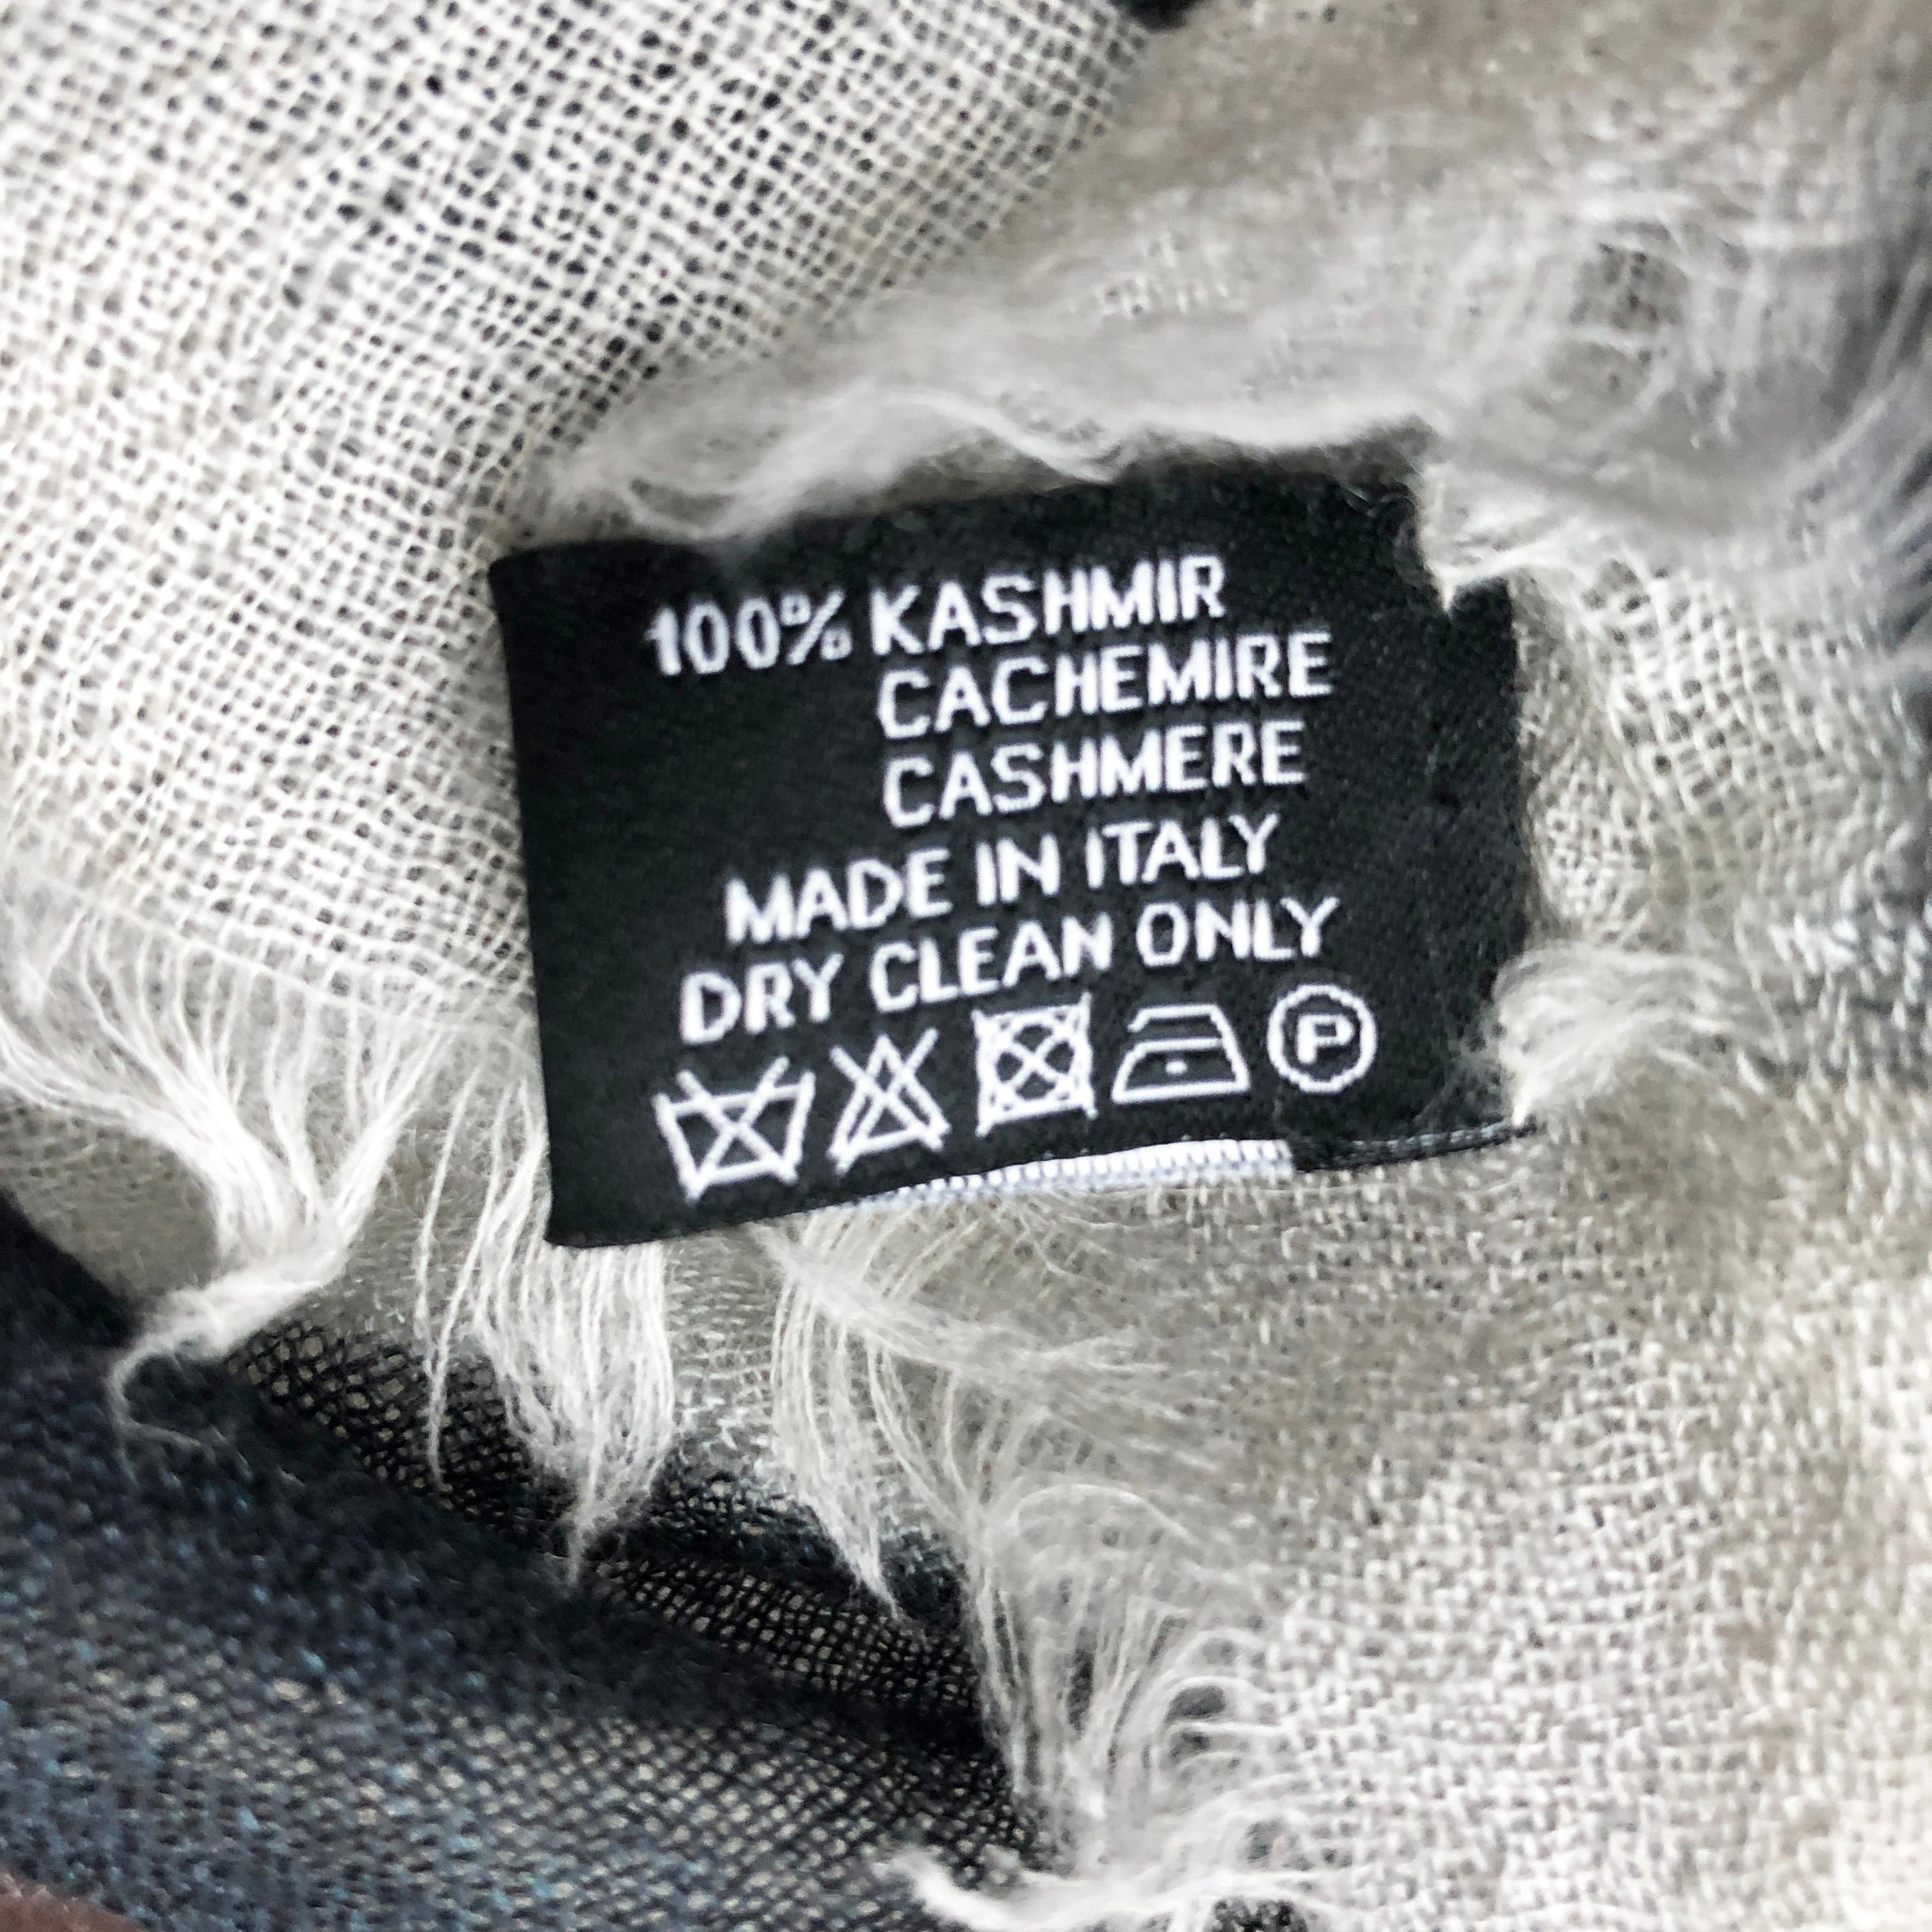 100% KASHMIR
CACHEMIRE
CASHMERE
MADE IN ITALY
DRY CLEAN ONLY
P